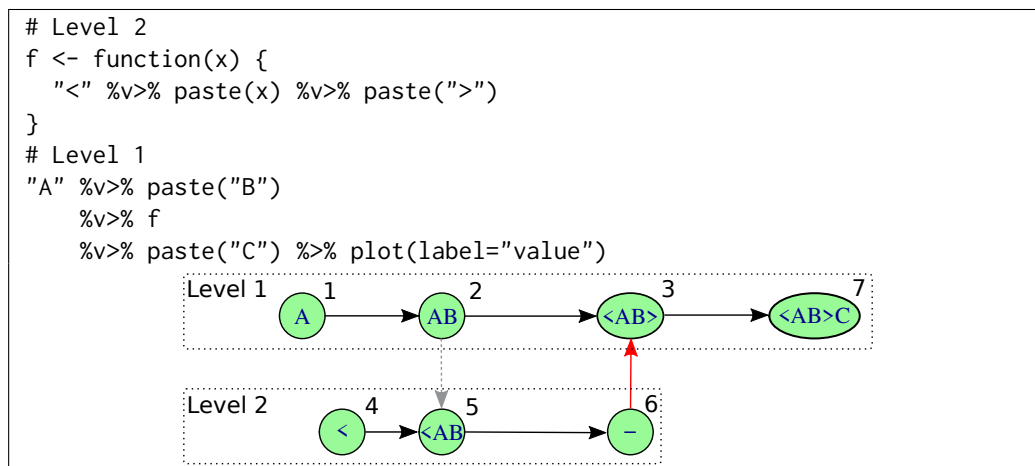 # Level 2
f <- function(x) {
  "<" %v>% paste(x) %v>% paste(">")
}
# Level 1
"A" %v>% paste("B")
    %v>% f
    %v>% paste("C") %>% plot(label="value")
Level 1
1
2
3
7
A
AB
<AB>
<AB>C
Level 2
4
5
6
<
<AB
–